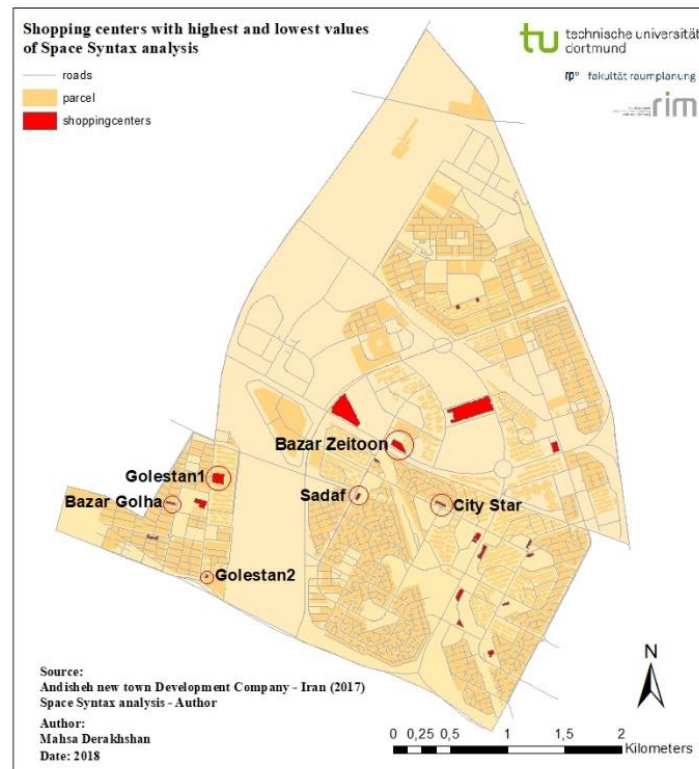 Shopping centers with highest and lowest values
of Space Syntax analysis
roads
parcel
shoppingcenters
tu technische universität
dortmund
rp fakultät raumplanung
rim
Bazar Zeitoon
Golestan1
Bazar Golha
Sadaf
City Star
Golestan2
N
Source:
Andisheh new town Development Company - Iran (2017)
Space Syntax analysis - Author
Author:
Mahsa Derakhshan
Date: 2018
0 0,25 0,5 1 1,5 2
Kilometers